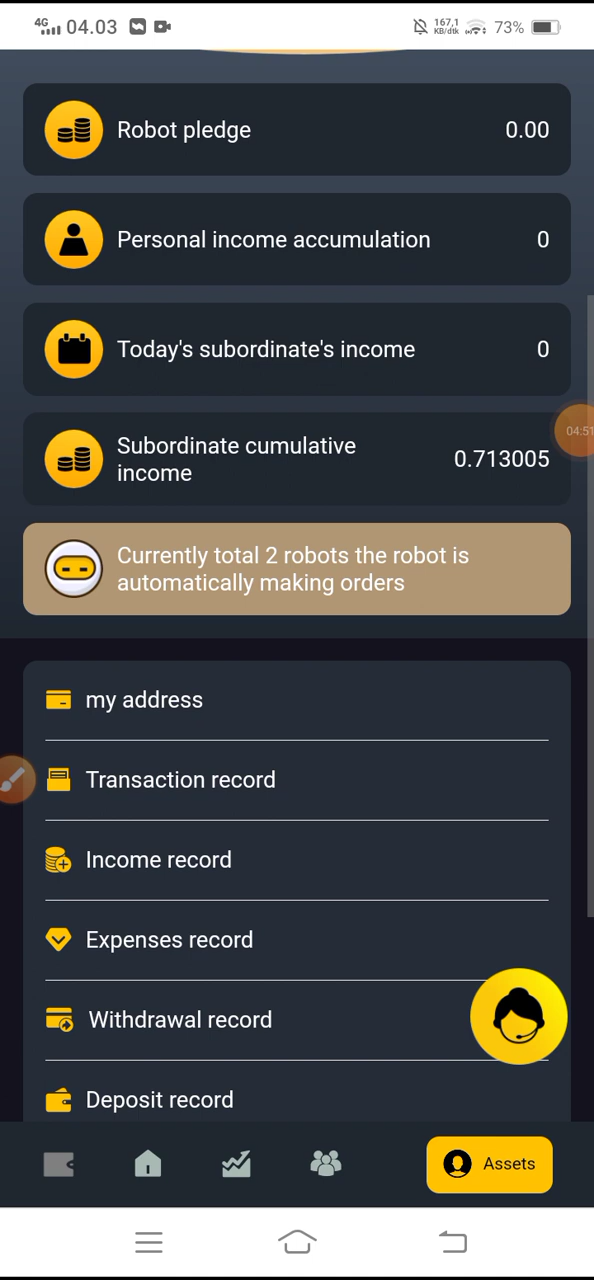 4G 04.03 167,1 KB/dtk 73%
Robot pledge 0.00
Personal income accumulation 0
Today's subordinate's income 0
04:51
Subordinate cumulative
income 0.713005
Currently total 2 robots the robot is
automatically making orders
my address
Transaction record
Income record
Expenses record
Withdrawal record
Deposit record
Assets